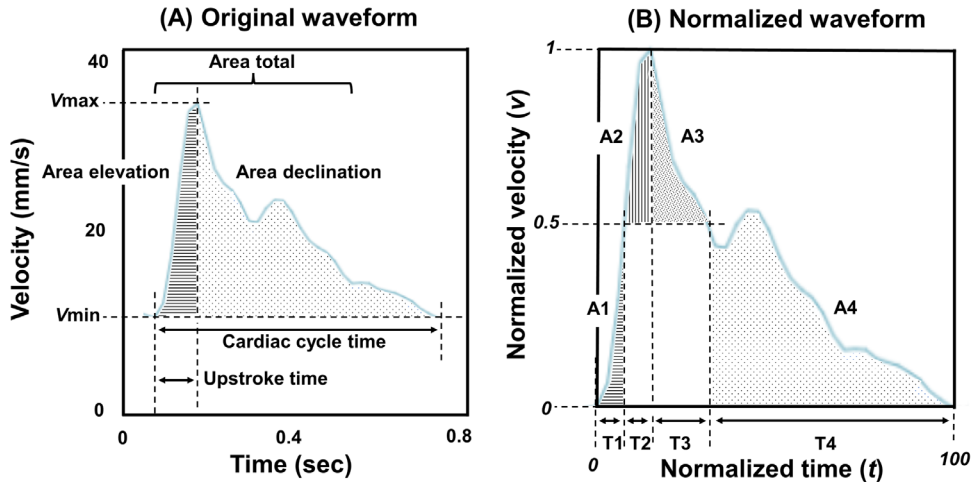 (A) Original waveform
40
Area total
Vmax
Area elevation
Area declination
20
Vmin
Cardiac cycle time
Upstroke time
0
0
0.4
0.8
Velocity (mm/s)
Time (sec)
(B) Normalized waveform
1
A2
A3
0.5
A1
A4
0
T1
T2
T3
T4
0
100
Normalized velocity (v)
Normalized time (t)